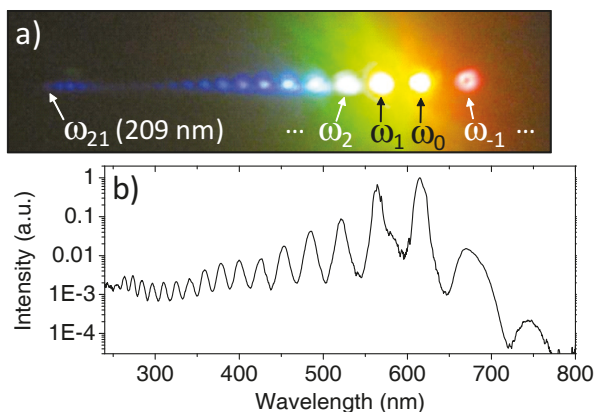 a)
ω21 (209 nm) ... ω2 ω1 ω0 ω-1 ...
b)
Intensity (a.u.)
1
0.1
0.01
1E-3
1E-4
300 400 500 600 700 800
Wavelength (nm)